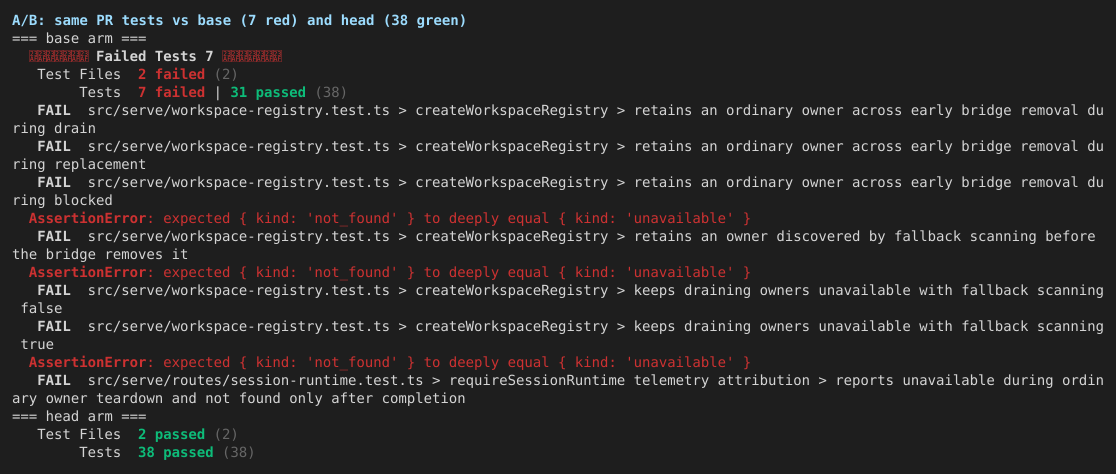 A/B: same PR tests vs base (7 red) and head (38 green)
=== base arm ===
Failed Tests 7
Test Files  2 failed (2)
Tests  7 failed | 31 passed (38)
FAIL  src/serve/workspace-registry.test.ts > createWorkspaceRegistry > retains an ordinary owner across early bridge removal du
ring drain
FAIL  src/serve/workspace-registry.test.ts > createWorkspaceRegistry > retains an ordinary owner across early bridge removal du
ring replacement
FAIL  src/serve/workspace-registry.test.ts > createWorkspaceRegistry > retains an ordinary owner across early bridge removal du
ring blocked
AssertionError: expected { kind: 'not_found' } to deeply equal { kind: 'unavailable' }
FAIL  src/serve/workspace-registry.test.ts > createWorkspaceRegistry > retains an owner discovered by fallback scanning before
the bridge removes it
AssertionError: expected { kind: 'not_found' } to deeply equal { kind: 'unavailable' }
FAIL  src/serve/workspace-registry.test.ts > createWorkspaceRegistry > keeps draining owners unavailable with fallback scanning
false
FAIL  src/serve/workspace-registry.test.ts > createWorkspaceRegistry > keeps draining owners unavailable with fallback scanning
true
AssertionError: expected { kind: 'not_found' } to deeply equal { kind: 'unavailable' }
FAIL  src/serve/routes/session-runtime.test.ts > requireSessionRuntime telemetry attribution > reports unavailable during ordin
ary owner teardown and not found only after completion
=== head arm ===
Test Files  2 passed (2)
Tests  38 passed (38)